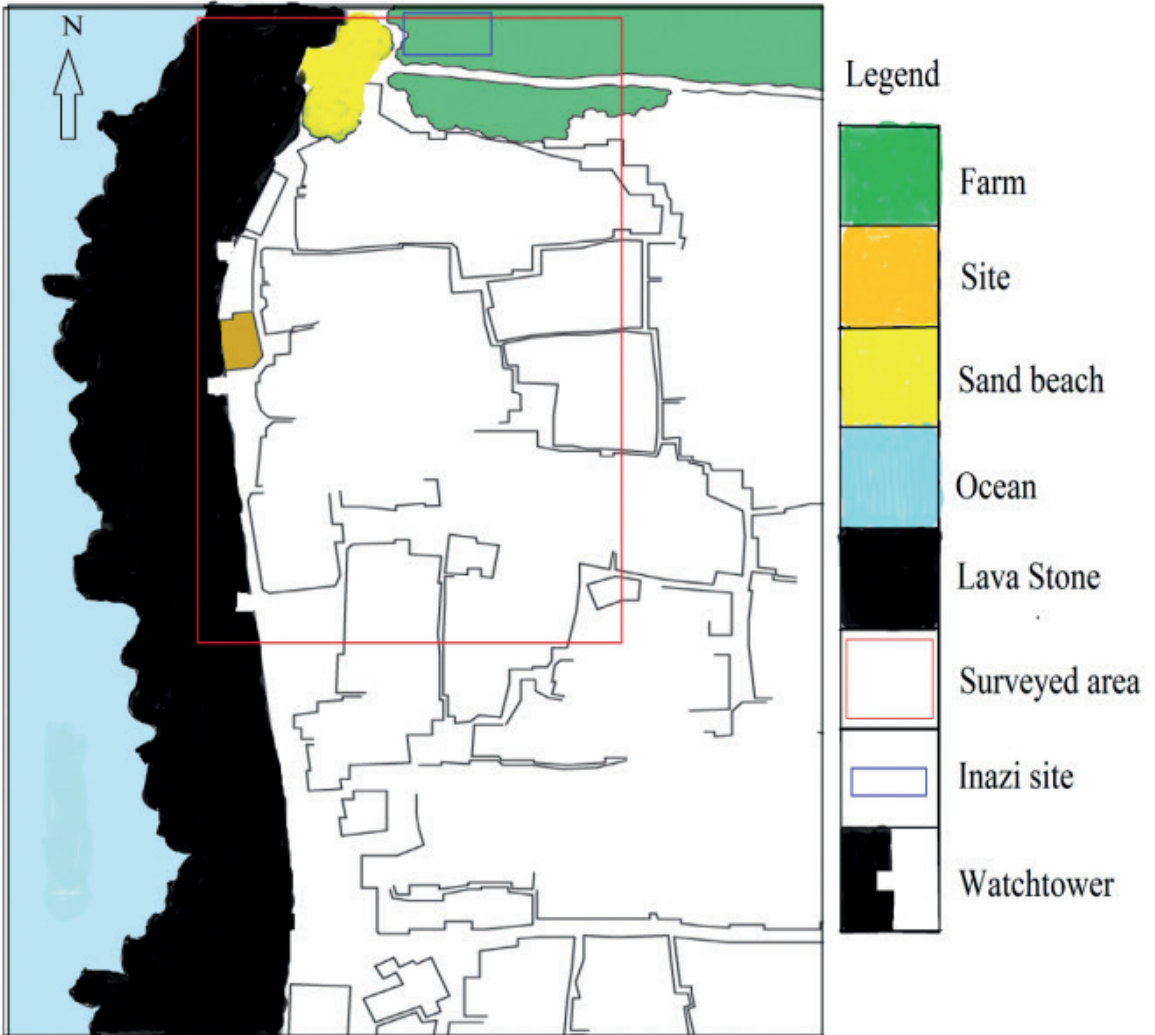 N
Legend
Farm
Site
Sand beach
Ocean
Lava Stone
Surveyed area
Inazi site
Watchtower